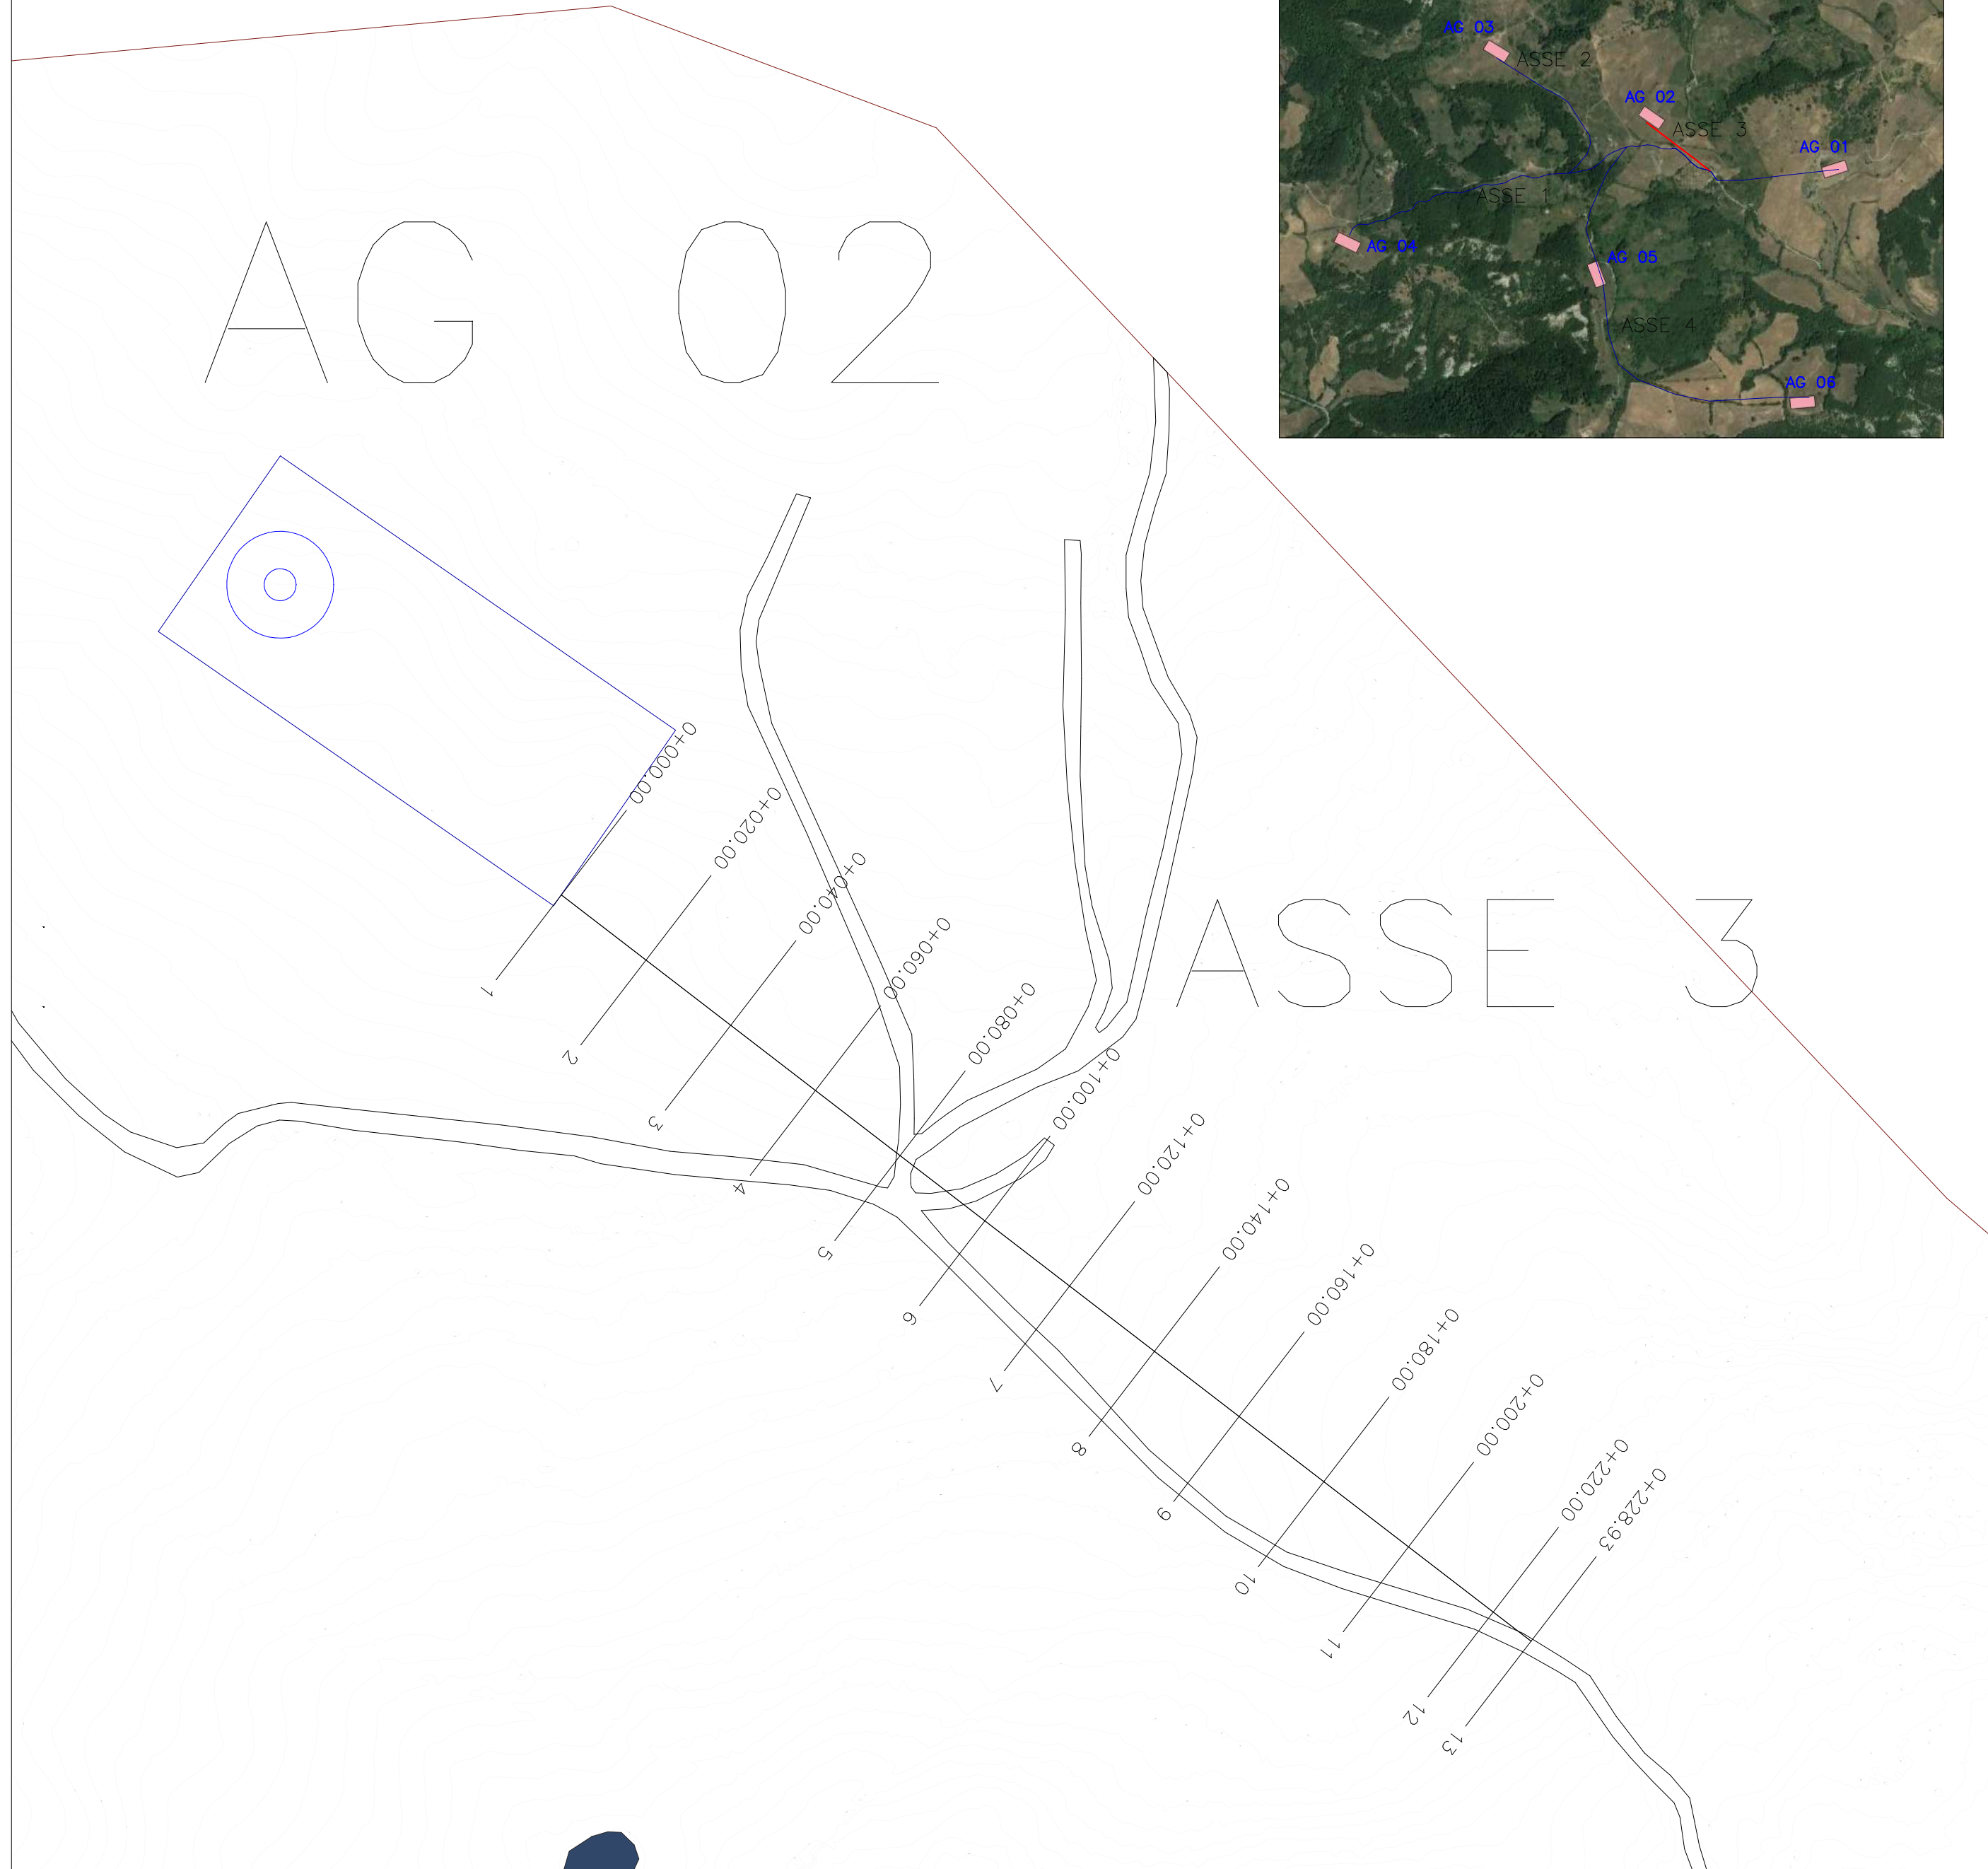 AG 03
ASSE 2
AG 02
ASSE 3
AG 01
ASSE 1
AG 04
AG 05
ASSE 4
AG 06
AG 02
ASSE 3
0+000.00
0+020.00
0+040.00
0+060.00
0+080.00
0+100.00
0+120.00
0+140.00
0+160.00
0+180.00
0+200.00
0+220.00
0+228.93
1
2
3
4
5
6
7
8
9
10
11
12
13